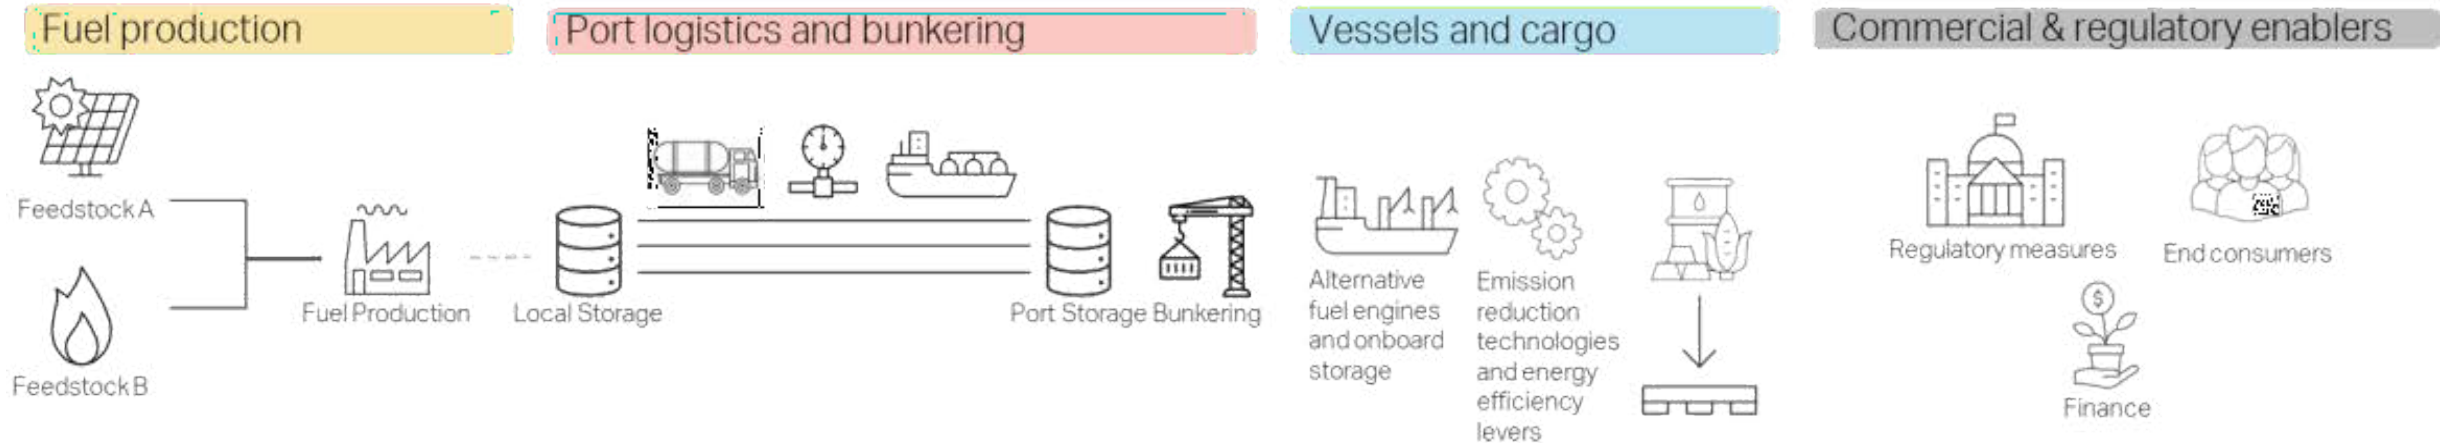 Fuel production
Port logistics and bunkering
Vessels and cargo
Commercial & regulatory enablers
Feedstock A
Feedstock B
Fuel Production
Local Storage
Port Storage
Bunkering
Alternative
fuel engines
and onboard
storage
Emission
reduction
technologies
and energy
efficiency
levers
Regulatory measures
End consumers
$
Finance